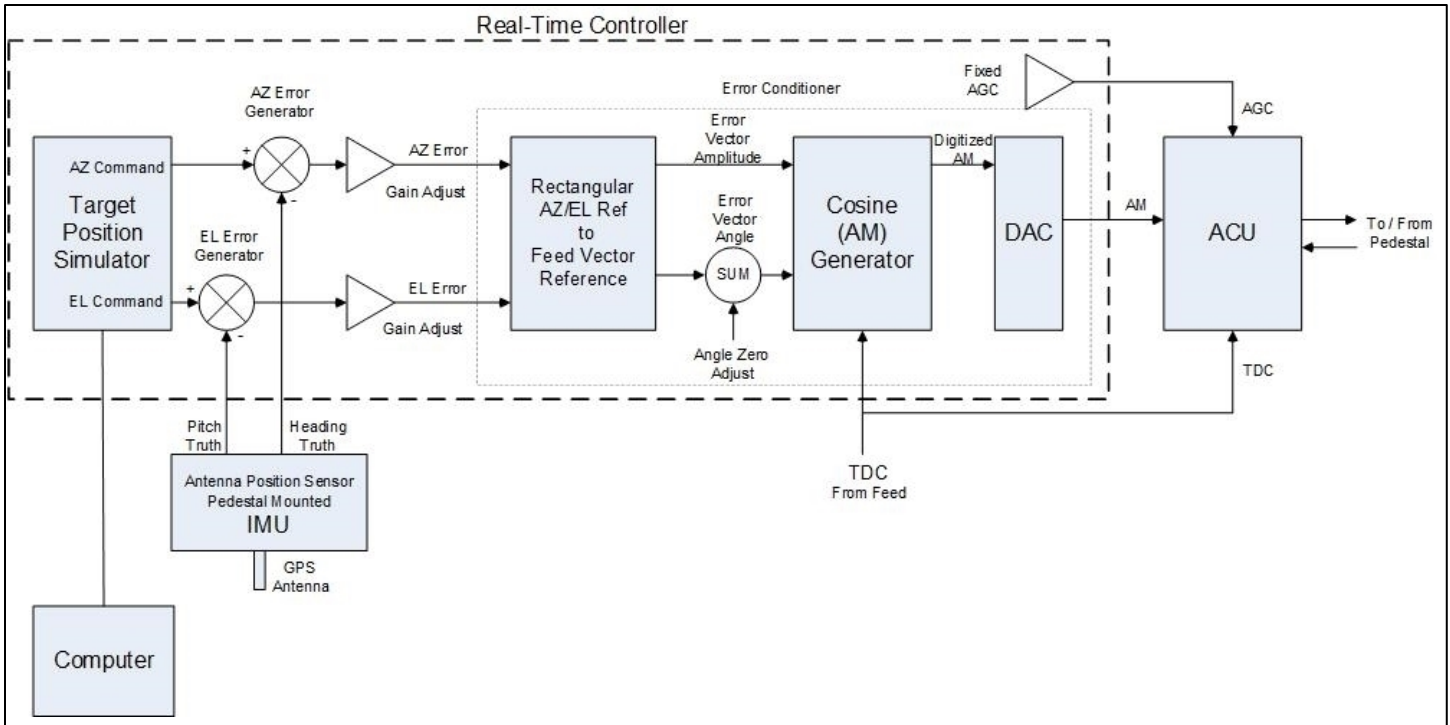 Real-Time Controller
AZ Error
Generator
Error Conditioner
Fixed
AGC
AGC
AZ Command
+
-
AZ Error
Gain Adjust
Error
Vector
Amplitude
Digitized
AM
Target
Position
Simulator
EL Error
Generator
Rectangular
AZ/EL Ref
to
Feed Vector
Reference
Error
Vector
Angle
SUM
Cosine
(AM)
Generator
DAC
AM
ACU
To / From
Pedestal
EL Command
+
-
EL Error
Gain Adjust
Angle Zero
Adjust
TDC
Pitch
Truth
Heading
Truth
TDC
From Feed
Antenna Position Sensor
Pedestal Mounted
IMU
GPS
Antenna
Computer